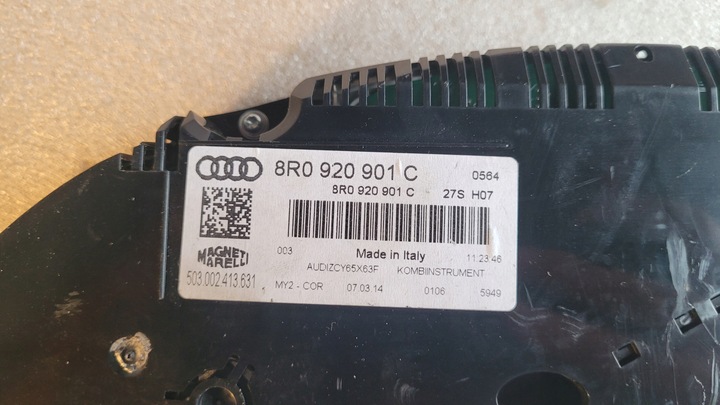 8R0 920 901 C 0564
8R0 920 901 C 27S H07
003 Made in Italy 11:23:46
MAGNETI
MARELLI
AUDIZCY65X63F KOMBIINSTRUMENT
503.002.413.631
MY2 - COR 07.03.14 0106 5949